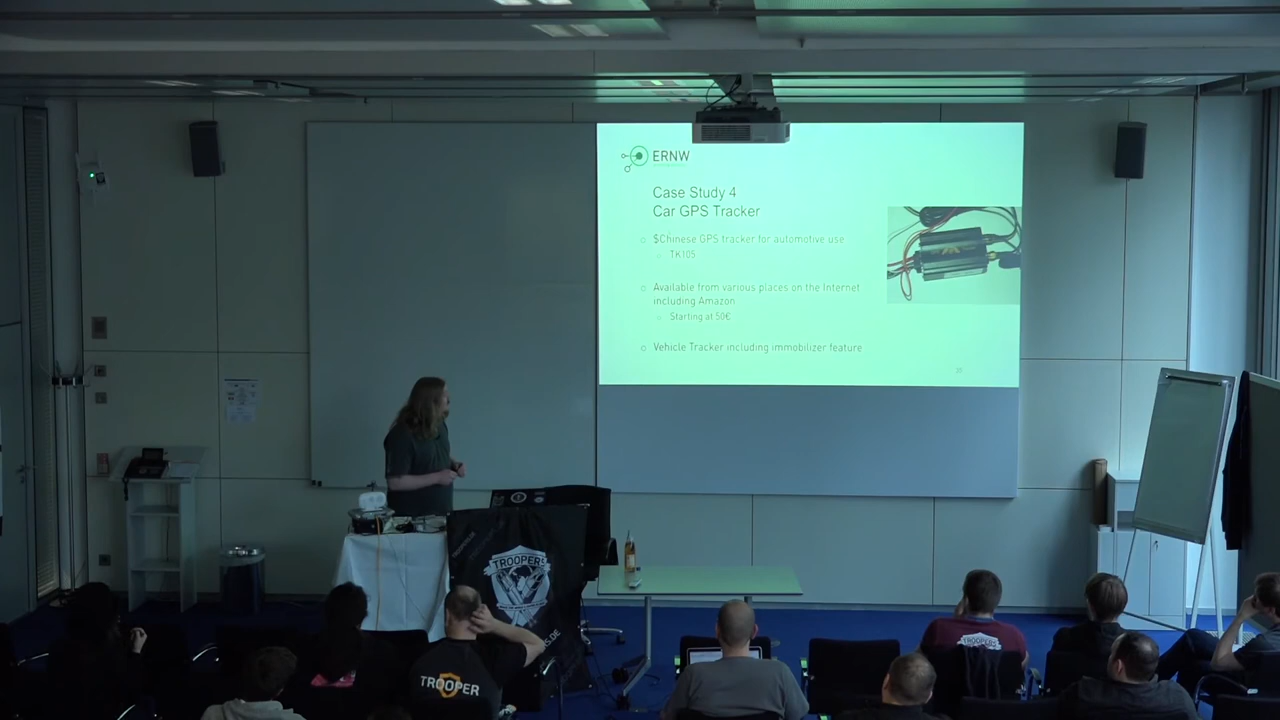 ERNW
Case Study 4
Car GPS Tracker
$Chinese GPS tracker for automotive use
TK105
Available from various places on the Internet
including Amazon
Starting at 50€
Vehicle Tracker including immobilizer feature
TROOPERS
TROOPERS
TROOPER